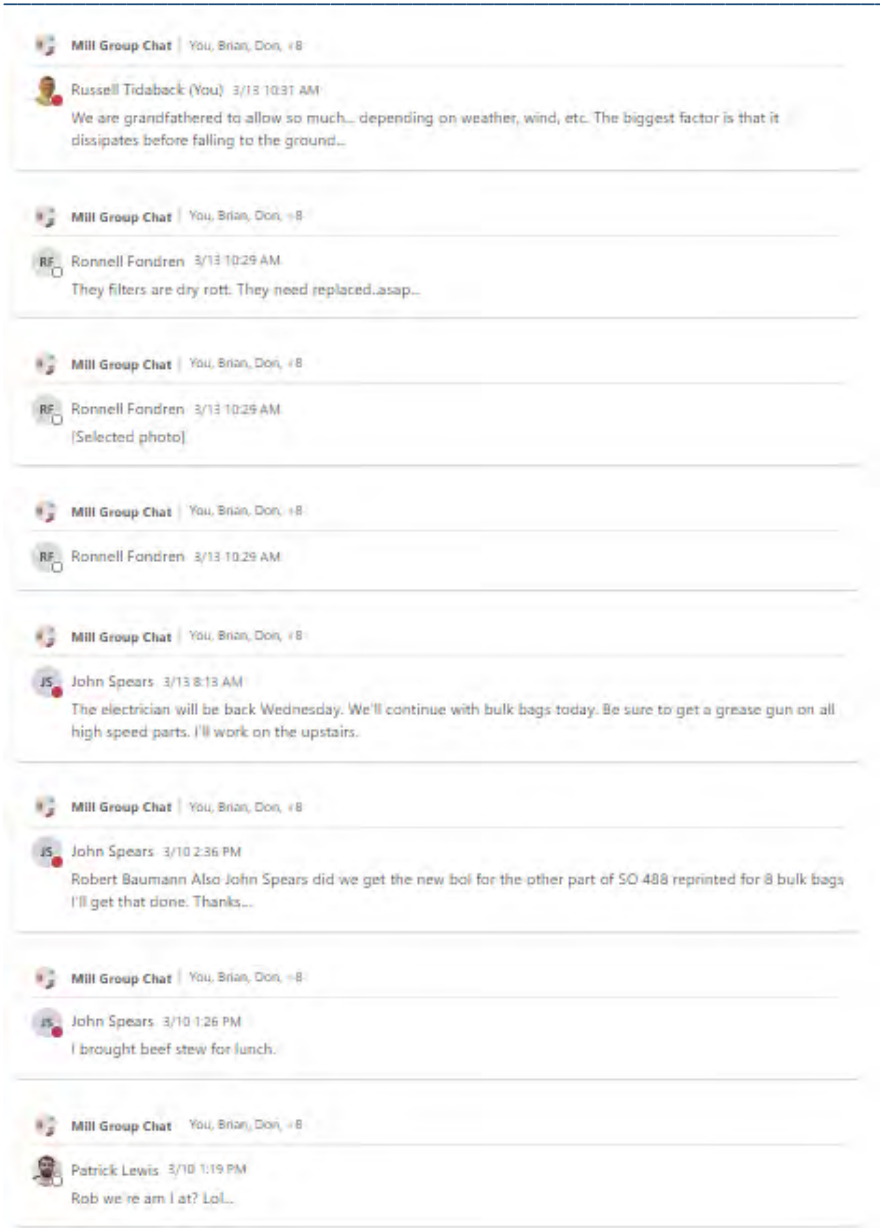 Mill Group Chat | You, Brian, Don, +8
Russell Tidaback (You) 3/13 10:31 AM
We are grandfathered to allow so much... depending on weather, wind, etc. The biggest factor is that it
dissipates before falling to the ground...
Mill Group Chat | You, Brian, Don, +8
RF Ronnell Fondren 3/13 10:29 AM
They filters are dry rott. They need replaced..asap...
Mill Group Chat | You, Brian, Don, +8
RF Ronnell Fondren 3/13 10:29 AM
[Selected photo]
Mill Group Chat | You, Brian, Don, +8
RF Ronnell Fondren 3/13 10:29 AM
Mill Group Chat | You, Brian, Don, +8
JS John Spears 3/13 8:13 AM
The electrician will be back Wednesday. We'll continue with bulk bags today. Be sure to get a grease gun on all
high speed parts. I'll work on the upstairs.
Mill Group Chat | You, Brian, Don, +8
JS John Spears 3/10 2:36 PM
Robert Baumann Also John Spears did we get the new bol for the other part of SO 488 reprinted for 8 bulk bags
I'll get that done. Thanks...
Mill Group Chat | You, Brian, Don, +8
JS John Spears 3/10 1:26 PM
I brought beef stew for lunch.
Mill Group Chat You, Brian, Don, +8
Patrick Lewis 3/10 1:19 PM
Rob we're am I at? Lol...